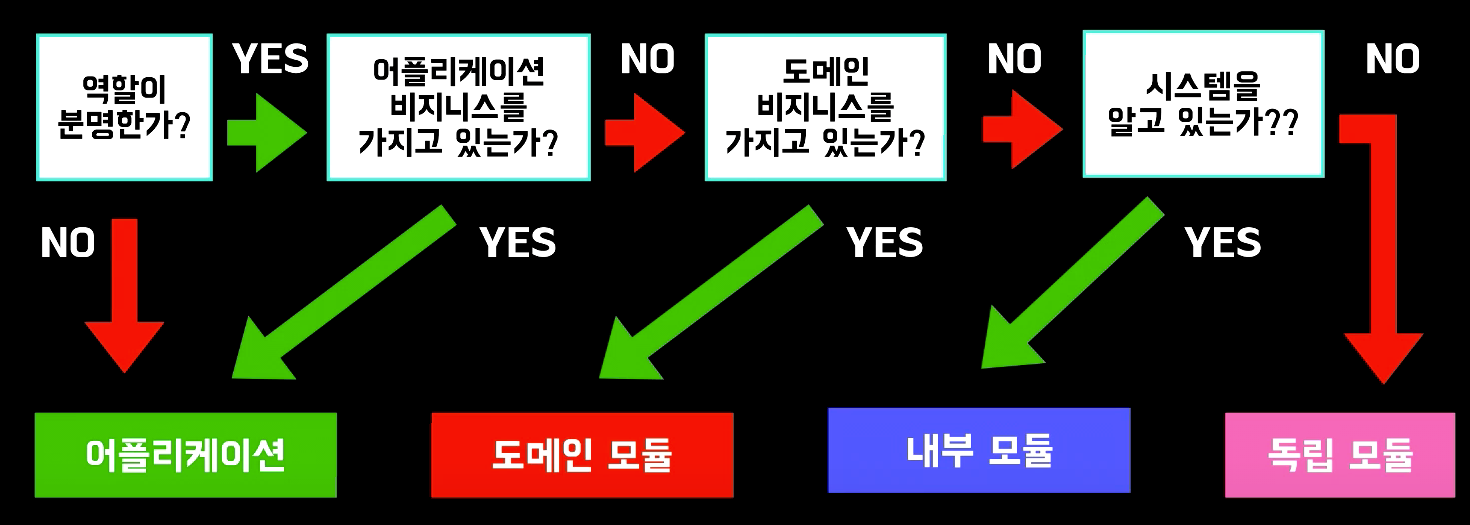 역할이
분명한가?
YES
어플리케이션
비지니스를
가지고 있는가?
NO
도메인
비지니스를
가지고 있는가?
NO
시스템을
알고 있는가??
NO
NO
YES
YES
YES
어플리케이션
도메인 모듈
내부 모듈
독립 모듈